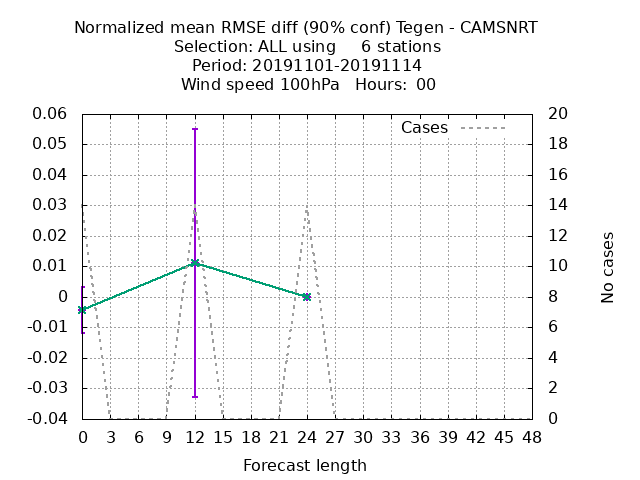 Normalized mean RMSE diff (90% conf) Tegen - CAMSNRT
Selection: ALL using     6 stations
Period: 20191101-20191114
Wind speed 100hPa   Hours:  00
Cases
0.06
0.05
0.04
0.03
0.02
0.01
0
-0.01
-0.02
-0.03
-0.04
20
18
16
14
12
10
8
6
4
2
0
No cases
0 3 6 9 12 15 18 21 24 27 30 33 36 39 42 45 48
Forecast length